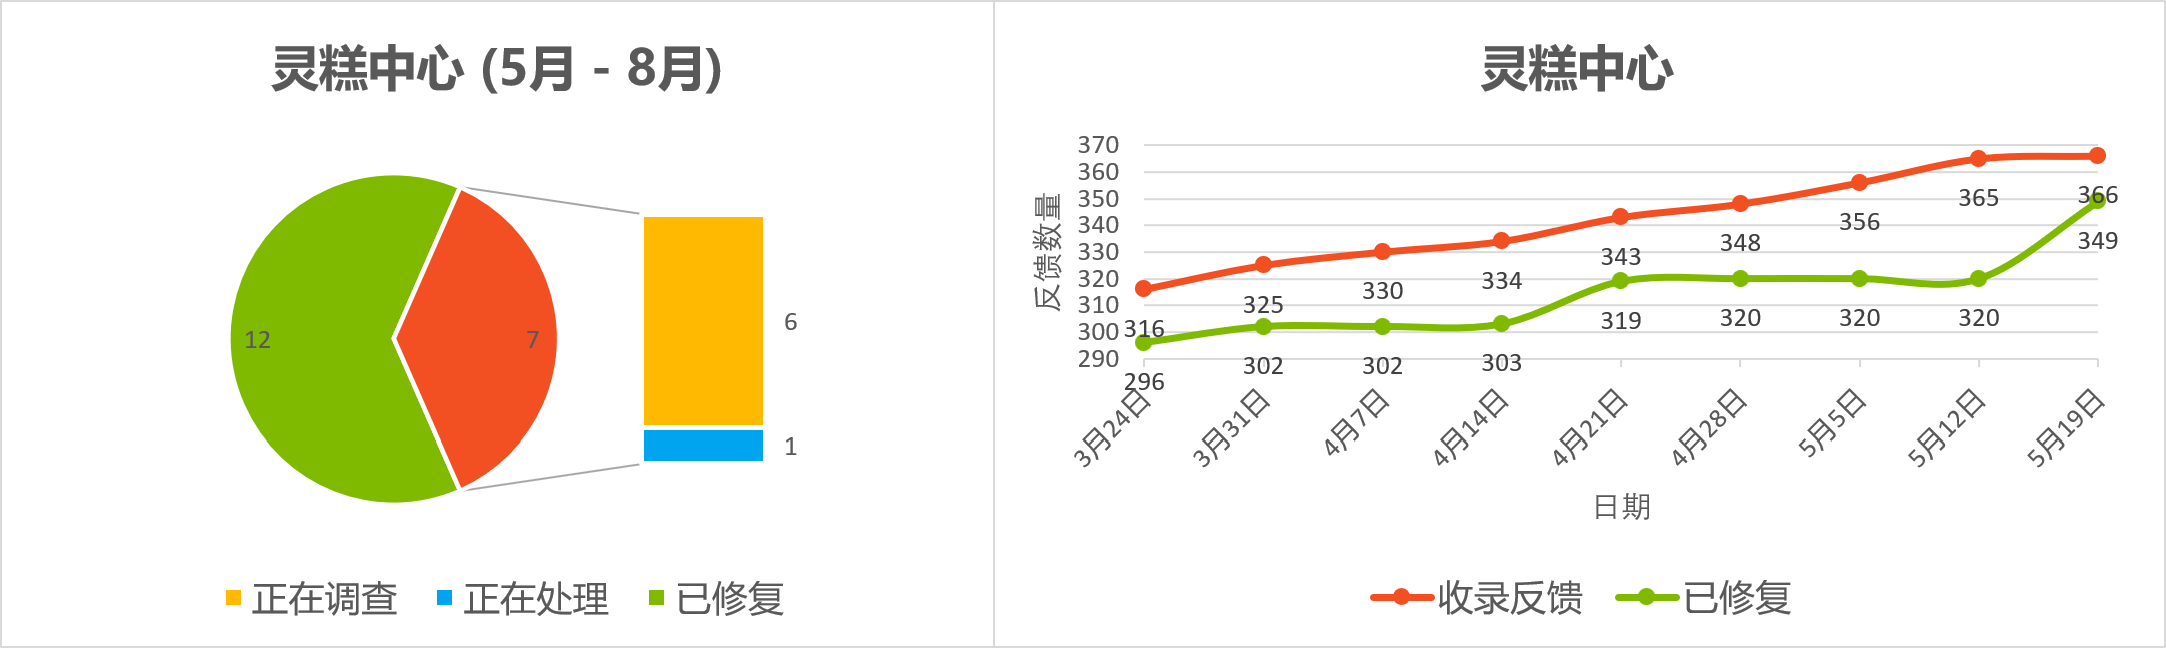 灵糕中心 (5月 - 8月)
12
7
6
1
正在调查 正在处理 已修复
灵糕中心
反馈数量
370
360
350
340
330
320
310
300
290
316 325 330 334 343 348 356 365 366
296 302 302 303 319 320 320 320 349
3月24日 3月31日 4月7日 4月14日 4月21日 4月28日 5月5日 5月12日 5月19日
日期
收录反馈 已修复